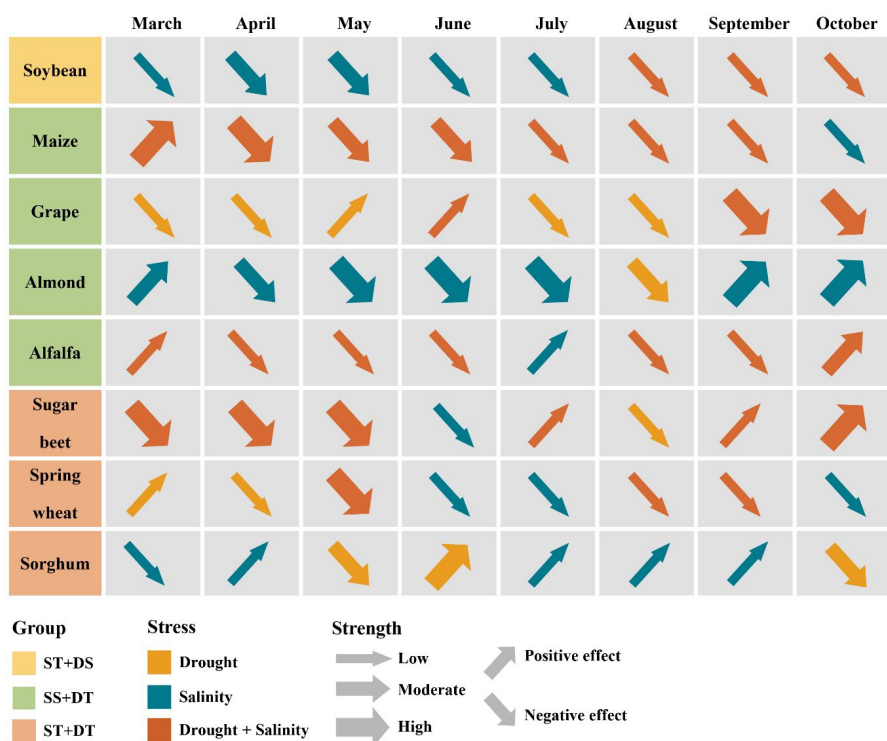 March April May June July August September October
Soybean
Maize
Grape
Almond
Alfalfa
Sugar
beet
Spring
wheat
Sorghum
Group
ST+DS
SS+DT
ST+DT
Stress
Drought
Salinity
Drought + Salinity
Strength
Low
Moderate
High
Positive effect
Negative effect